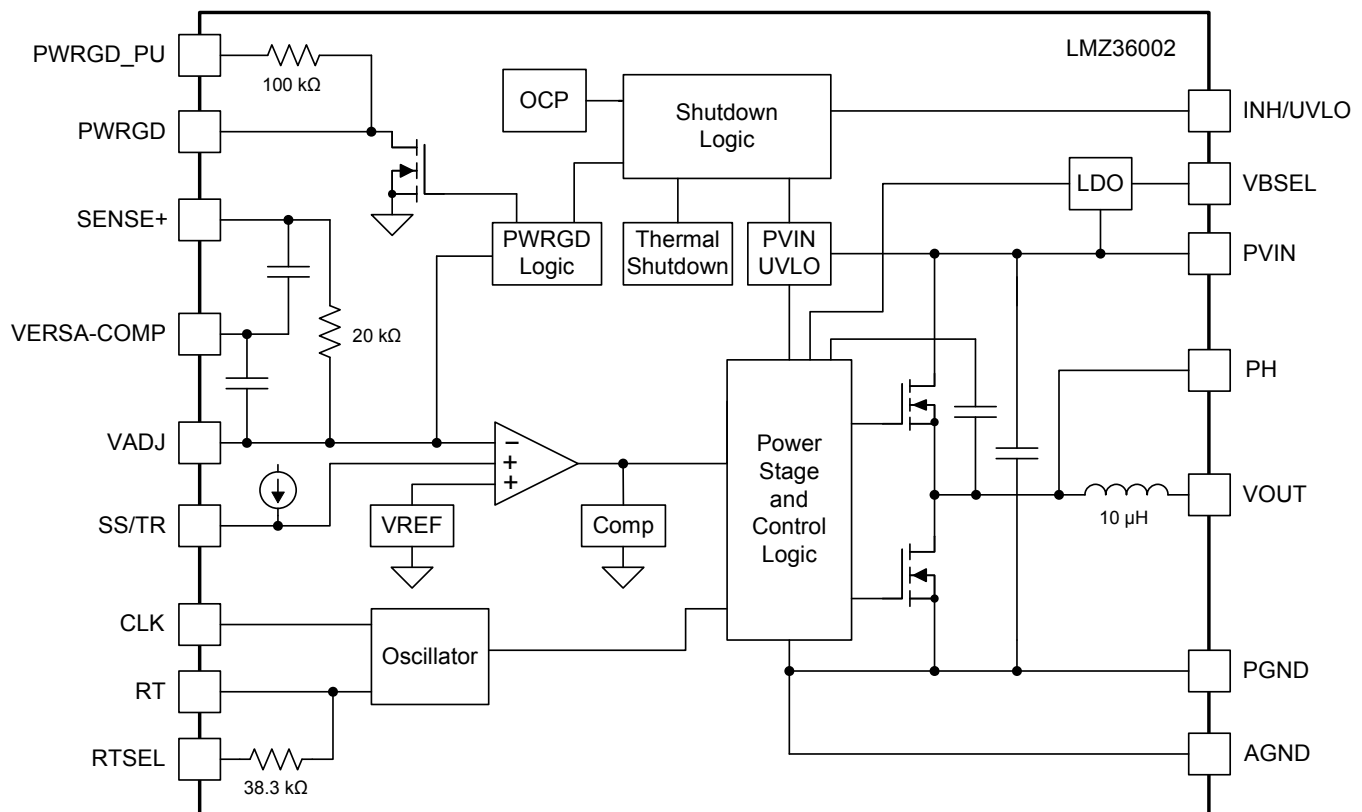 LMZ36002
PWRGD_PU
100 kΩ
OCP
Shutdown
Logic
INH/UVLO
PWRGD
LDO
VBSEL
SENSE+
PWRGD
Logic
Thermal
Shutdown
PVIN
UVLO
PVIN
VERSA-COMP
20 kΩ
PH
VADJ
−
+
+
Power
Stage
and
Control
Logic
VOUT
10 µH
SS/TR
VREF
Comp
CLK
Oscillator
RT
PGND
RTSEL
38.3 kΩ
AGND